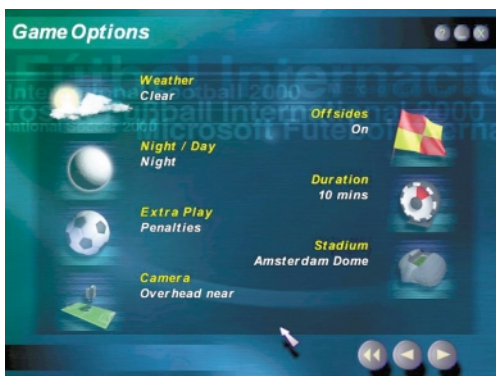 Game Options
Weather
Clear
Offsides
On
Night / Day
Night
Duration
10 mins
Extra Play
Penalties
Stadium
Amsterdam Dome
Camera
Overhead near